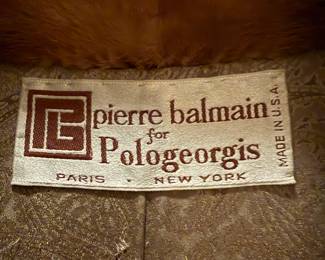 pierre balmain
for
Pologeorgis
PARIS · NEW YORK
MADE IN U.S.A.